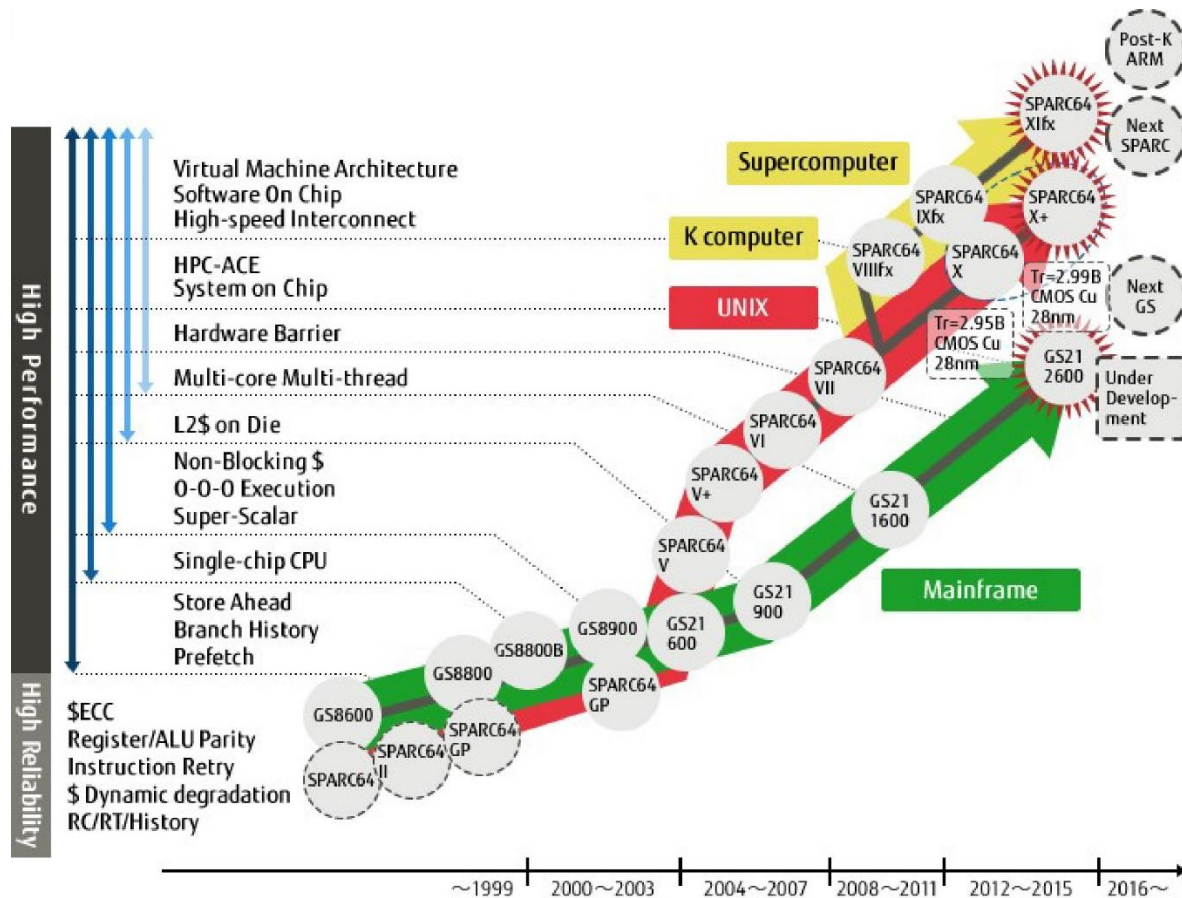 High Performance
High Reliability
Virtual Machine Architecture
Software On Chip
High-speed Interconnect
HPC-ACE
System on Chip
Hardware Barrier
Multi-core Multi-thread
L2$ on Die
Non-Blocking $
O-O-O Execution
Super-Scalar
Single-chip CPU
Store Ahead
Branch History
Prefetch
$ECC
Register/ALU Parity
Instruction Retry
$ Dynamic degradation
RC/RT/History
Supercomputer
K computer
UNIX
Mainframe
Post-K
ARM
SPARC64
XIfx
Next
SPARC
SPARC64
IXfx
SPARC64
X+
SPARC64
VIIIfx
SPARC64
X
Tr=2.99B
CMOS Cu
28nm
Next
GS
Tr=2.95B
CMOS Cu
28nm
GS21
2600
Under
Develop-
ment
SPARC64
VII
SPARC64
VI
SPARC64
V+
GS21
1600
SPARC64
V
GS21
900
GS21
600
GS8900
GS8800B
GS8800
GS8600
SPARC64
GP
SPARC64
GP
SPARC64
II
SPARC64
～1999
2000～2003
2004～2007
2008～2011
2012～2015
2016～